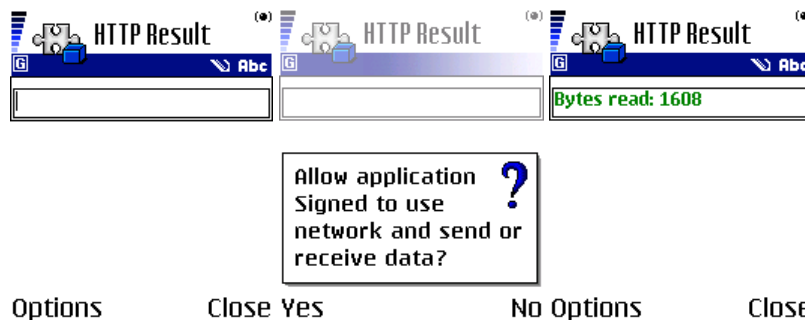 HTTP Result
G Abc
Options Close
HTTP Result
G
Allow application
Signed to use
network and send or
receive data?
Yes No
HTTP Result
G Abc
Bytes read: 1608
Options Close